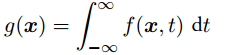 g(𝒙) = ∫_{-∞}^{∞} f(𝒙, t) dt